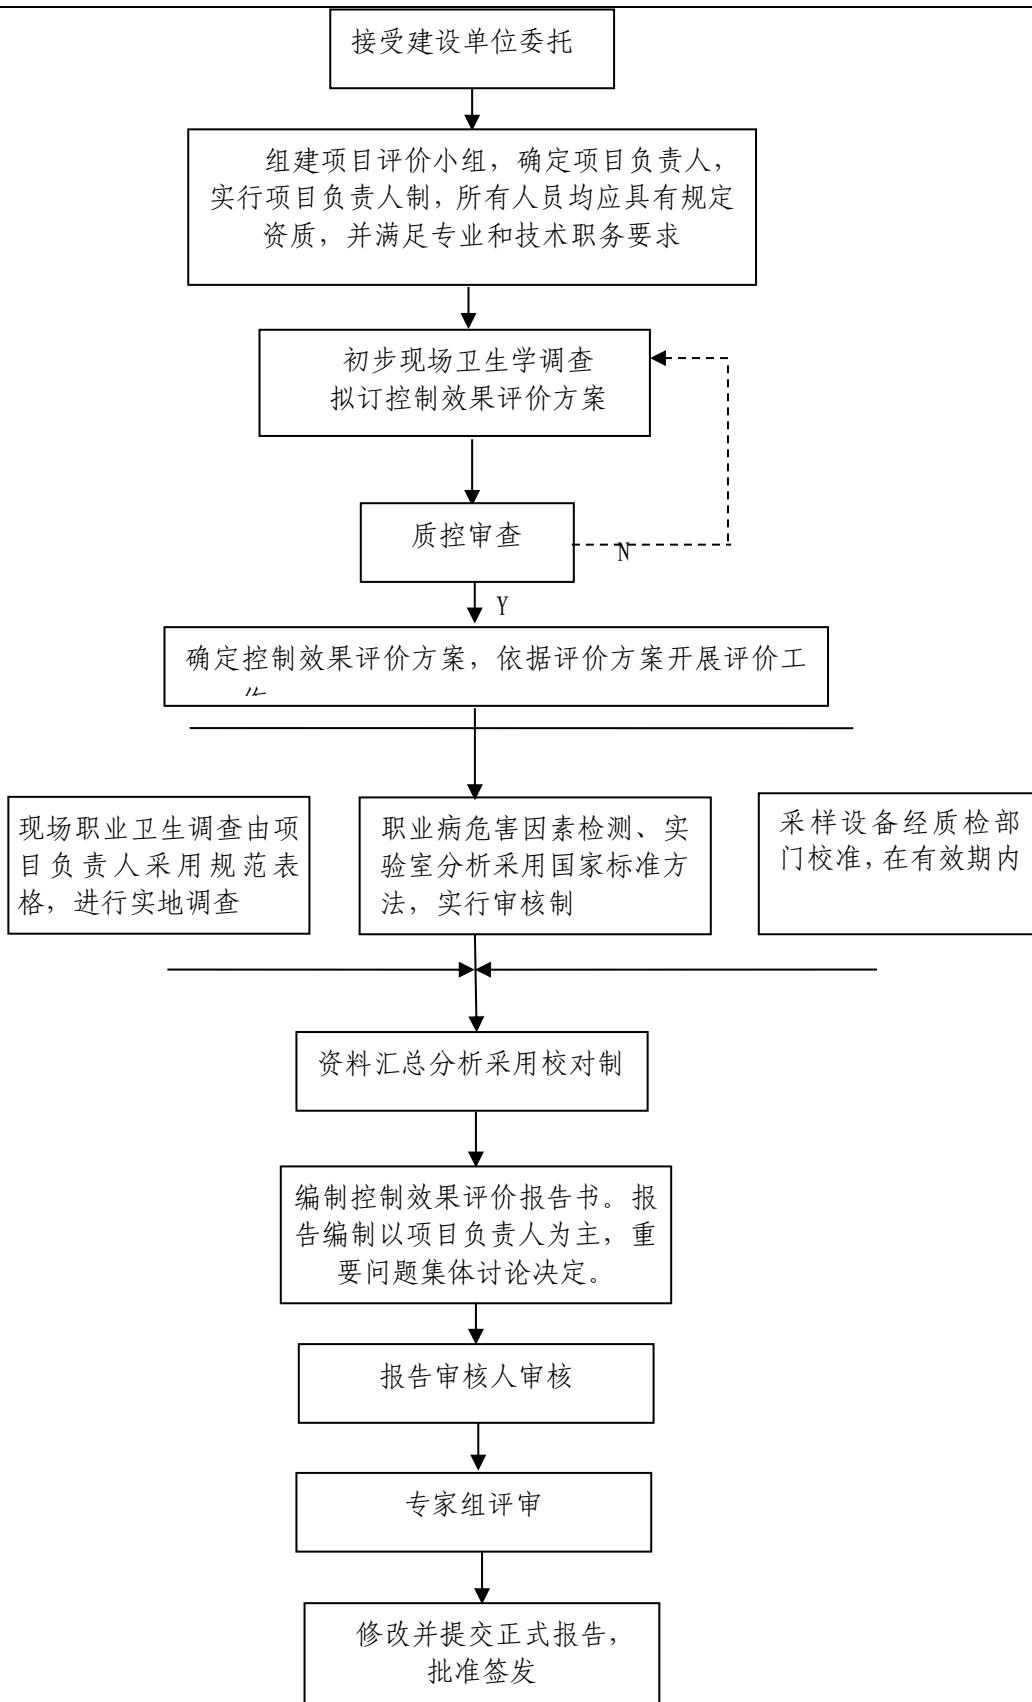 接受建设单位委托
组建项目评价小组，确定项目负责人，
实行项目负责人制，所有人员均应具有规定
资质，并满足专业和技术职务要求
初步现场卫生学调查
拟订控制效果评价方案
质控审查
N
Y
确定控制效果评价方案，依据评价方案开展评价工
现场职业卫生调查由项
目负责人采用规范表
格，进行实地调查
职业病危害因素检测、实
验室分析采用国家标准方
法，实行审核制
采样设备经质检部
门校准，在有效期内
资料汇总分析采用校对制
编制控制效果评价报告书。报
告编制以项目负责人为主，重
要问题集体讨论决定。
报告审核人审核
专家组评审
修改并提交正式报告，
批准签发